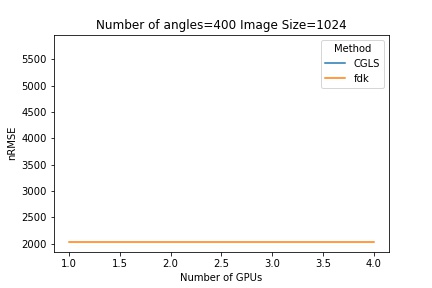 Number of angles=400 Image Size=1024
Method
CGLS
fdk
5500
5000
4500
4000
3500
3000
2500
2000
nRMSE
1.0 1.5 2.0 2.5 3.0 3.5 4.0
Number of GPUs